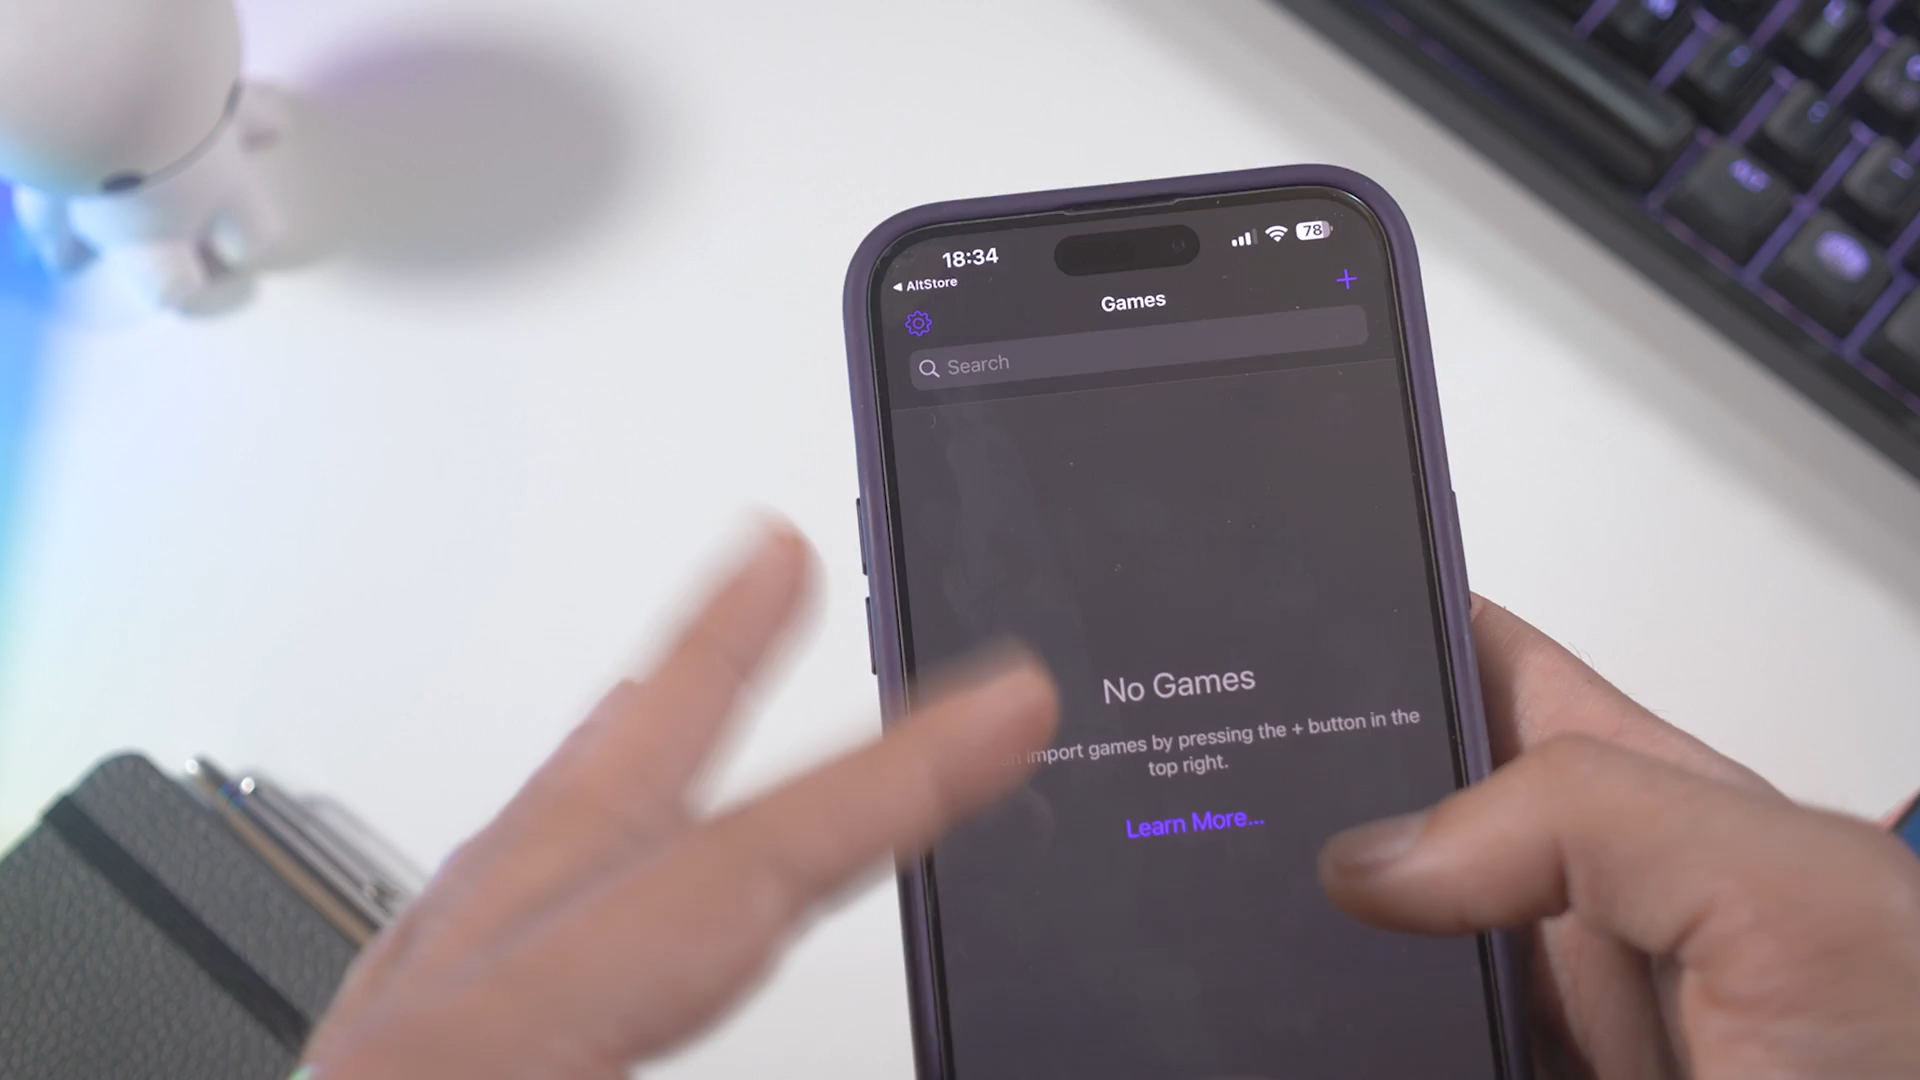 18:34
78
◀ AltStore
Games
Search
No Games
import games by pressing the + button in the
top right.
Learn More...